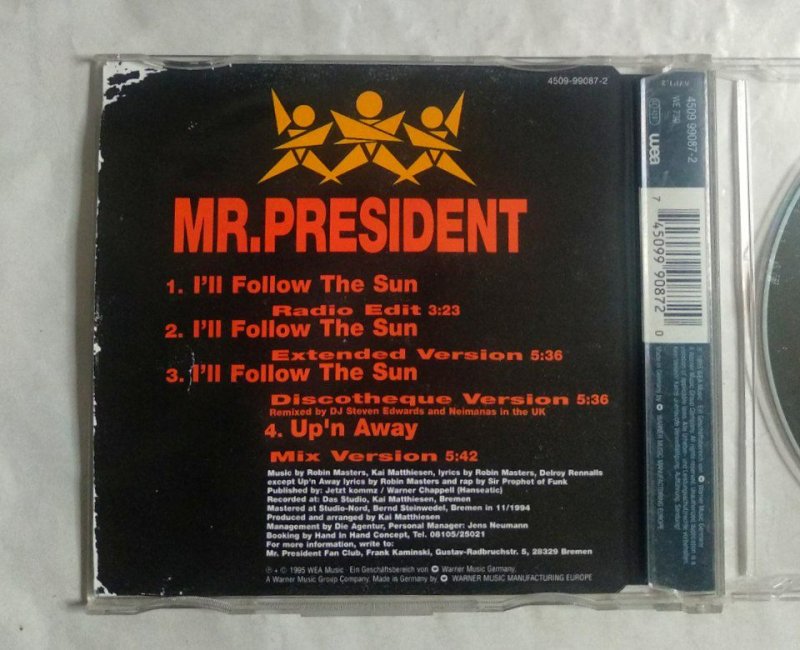 4509-99087-2
MR.PRESIDENT
1. I'll Follow The Sun
Radio Edit 3:23
2. I'll Follow The Sun
Extended Version 5:36
3. I'll Follow The Sun
Discotheque Version 5:36
Remixed by DJ Steven Edwards and Neimanas in the UK
4. Up'n Away
Mix Version 5:42
Music by Robin Masters, Kai Matthiesen, lyrics by Robin Masters, Delroy Rennalls
except Up'n Away lyrics by Robin Masters and rap by Sir Prophet of Funk
Published by: Jetzt kommz / Warner Chappell (Hanseatic)
Recorded at: Das Studio, Kai Matthiesen, Bremen
Mastered at Studio-Nord, Bernd Steinwedel, Bremen in 11/1994
Produced and arranged by Kai Matthiesen
Management by Die Agentur, Personal Manager: Jens Neumann
Booking by Hand In Hand Concept, Tel. 08105/25021
For more information, write to:
Mr. President Fan Club, Frank Kaminski, Gustav-Radbruchstr. 5, 28329 Bremen
℗ + © 1995 WEA Music · Ein Geschäftsbereich von Warner Music Germany.
A Warner Music Group Company. Made in Germany by WARNER MUSIC MANUFACTURING EUROPE
4509 99087-2
wea
7 45099 90872 0